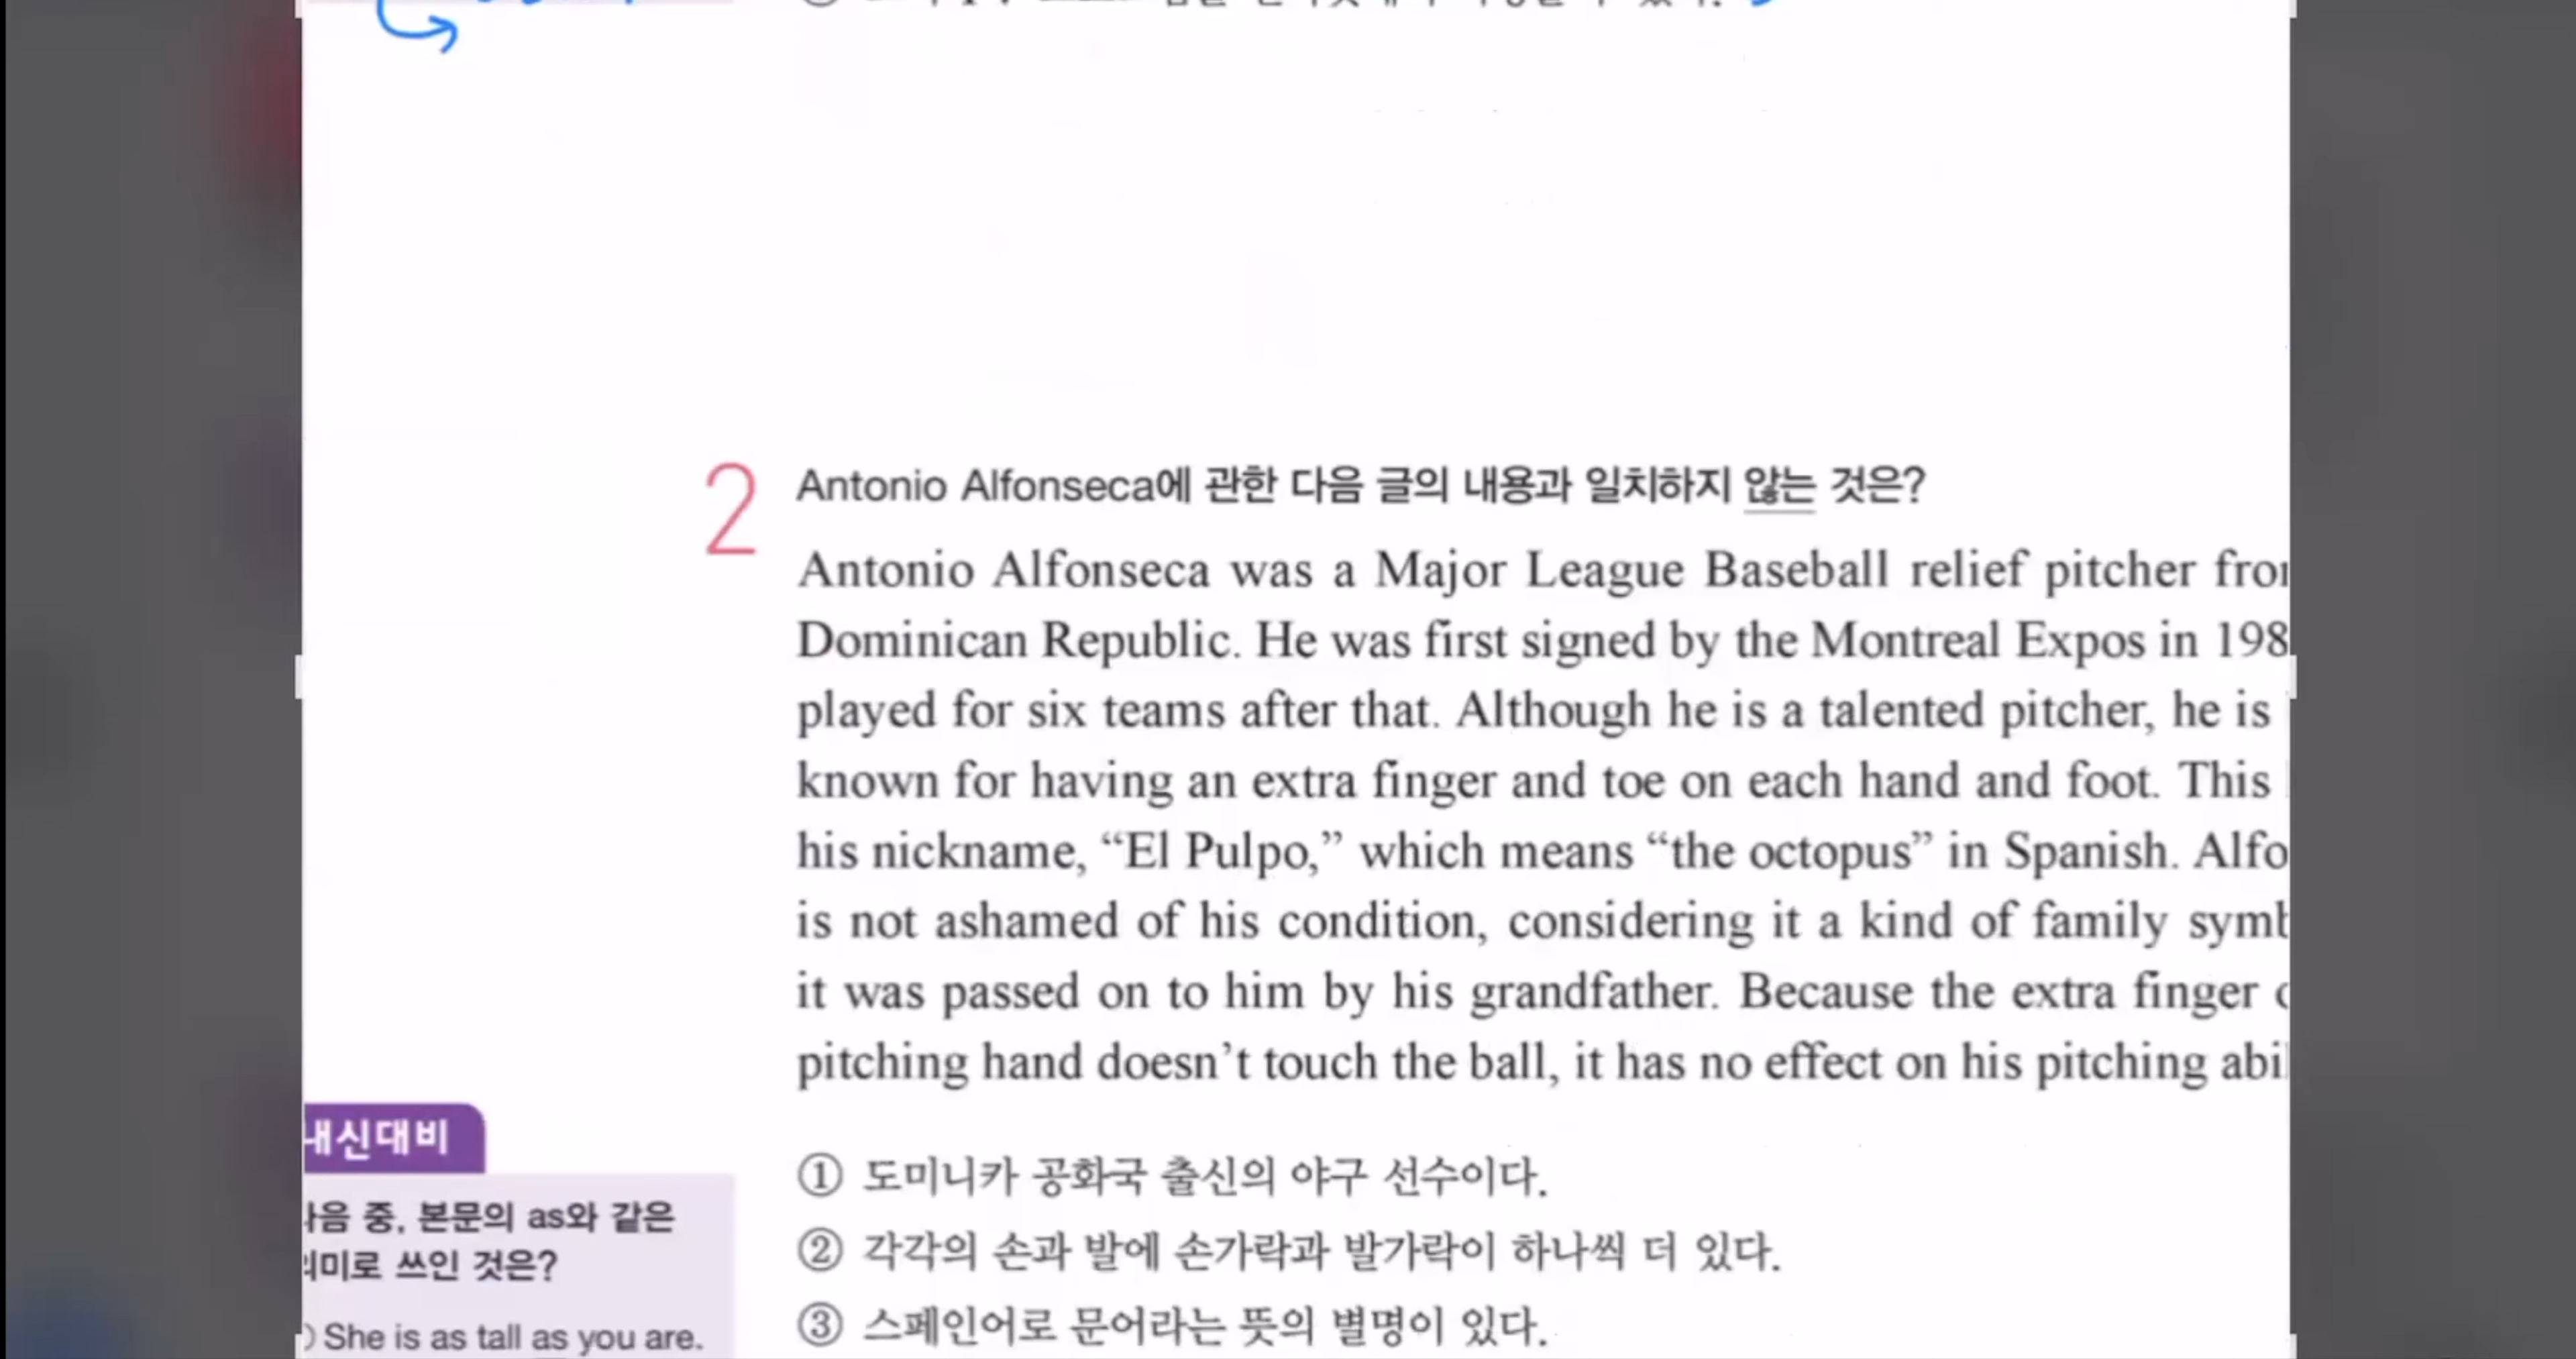 2
Antonio Alfonseca에 관한 다음 글의 내용과 일치하지 않는 것은?
Antonio Alfonseca was a Major League Baseball relief pitcher
Dominican Republic. He was first signed by the Montreal Expos in 198
played for six teams after that. Although he is a talented pitcher, he is
known for having an extra finger and toe on each hand and foot. This
his nickname, “El Pulpo,” which means “the octopus” in Spanish. Alfo
is not ashamed of his condition, considering it a kind of family
it was passed on to him by his grandfather. Because the extra finger
pitching hand doesn’t touch the ball, it has no effect on his pitching
① 도미니카 공화국 출신의 야구 선수이다.
② 각각의 손과 발에 손가락과 발가락이 하나씩 더 있다.
③ 스페인어로 문어라는 뜻의 별명이 있다.
내신대비
다음 중, 본문의 as와 같은
의미로 쓰인 것은?
She is as tall as you are.